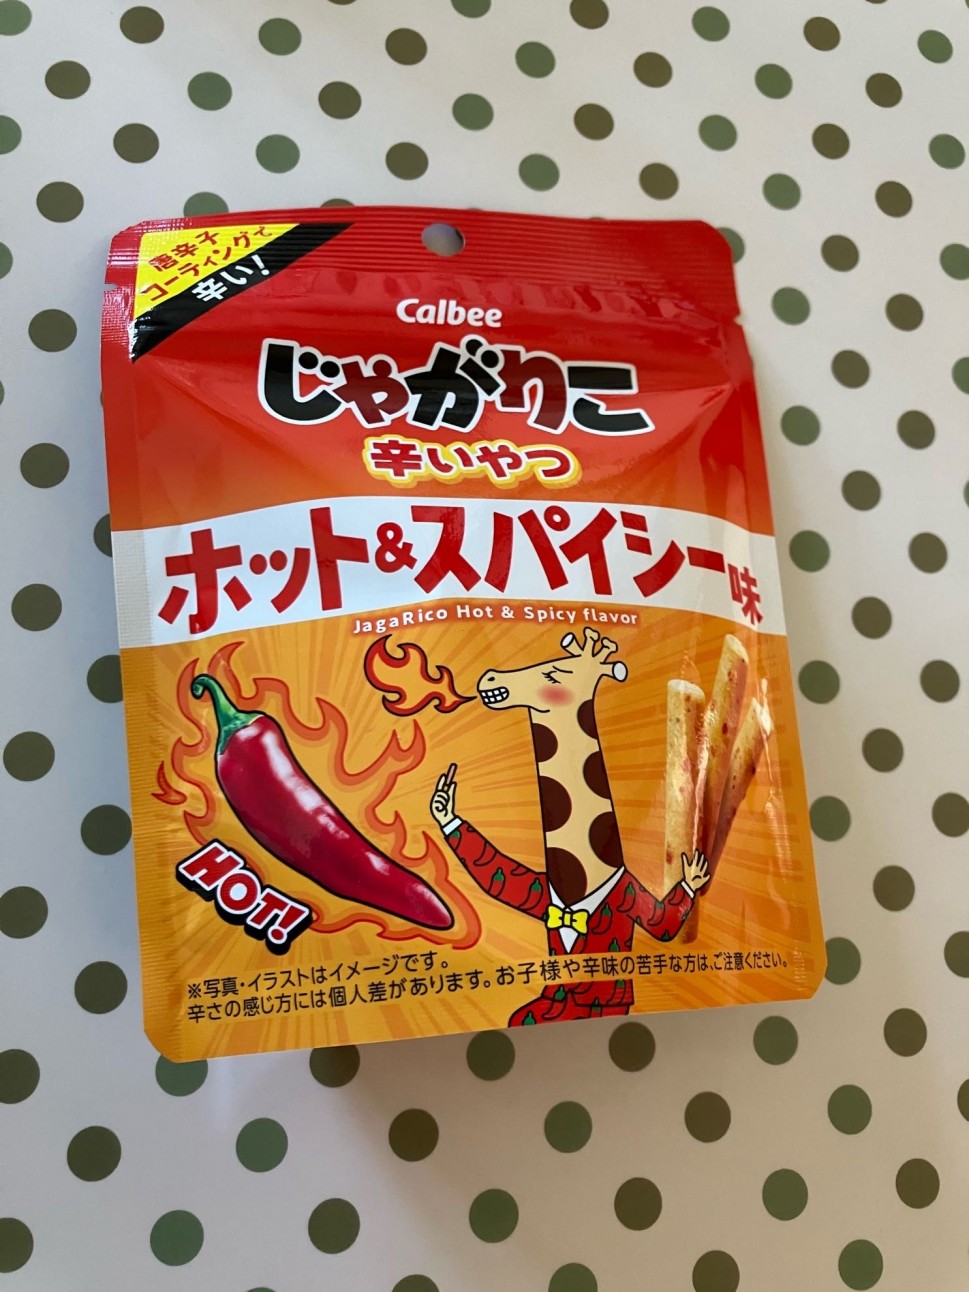 唐辛子
コーティングで
辛い!
Calbee
じゃがりこ
辛いやつ
ホット&スパイシー味
JagaRico Hot & Spicy flavor
HOT!
※写真・イラストはイメージです。
辛さの感じ方には個人差があります。お子様や辛味の苦手な方は、ご注意ください。